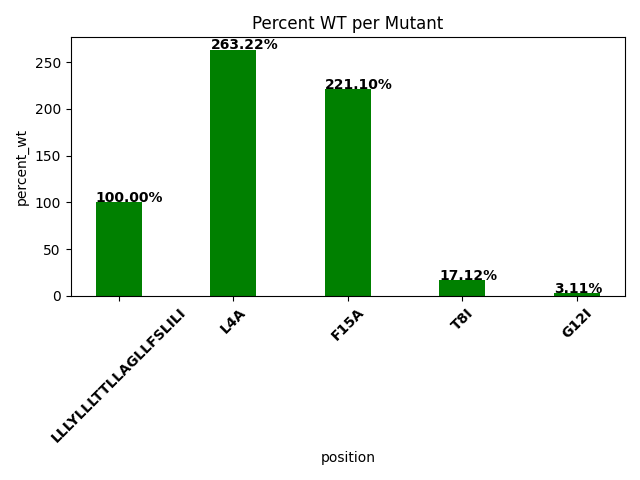 Percent WT per Mutant
percent_wt
250
200
150
100
50
0
100.00%
263.22%
221.10%
17.12%
3.11%
LLLYLLLTTLLAGLLFSLILI
L4A
F15A
T8I
G12I
position